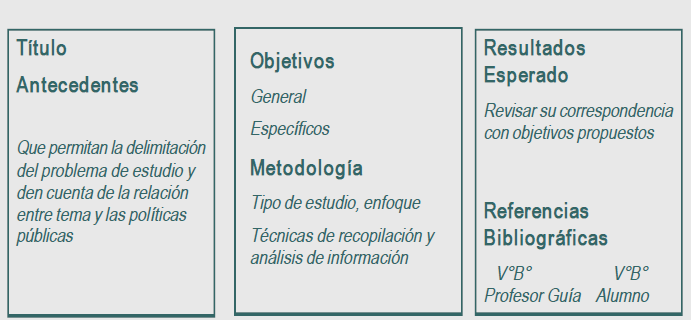 Título
Antecedentes
Que permitan la delimitación
del problema de estudio y
den cuenta de la relación
entre tema y las políticas
públicas
Objetivos
General
Específicos
Metodología
Tipo de estudio, enfoque
Técnicas de recopilación y
análisis de información
Resultados
Esperado
Revisar su correspondencia
con objetivos propuestos
Referencias
Bibliográficas
V°B° V°B°
Profesor Guía Alumno